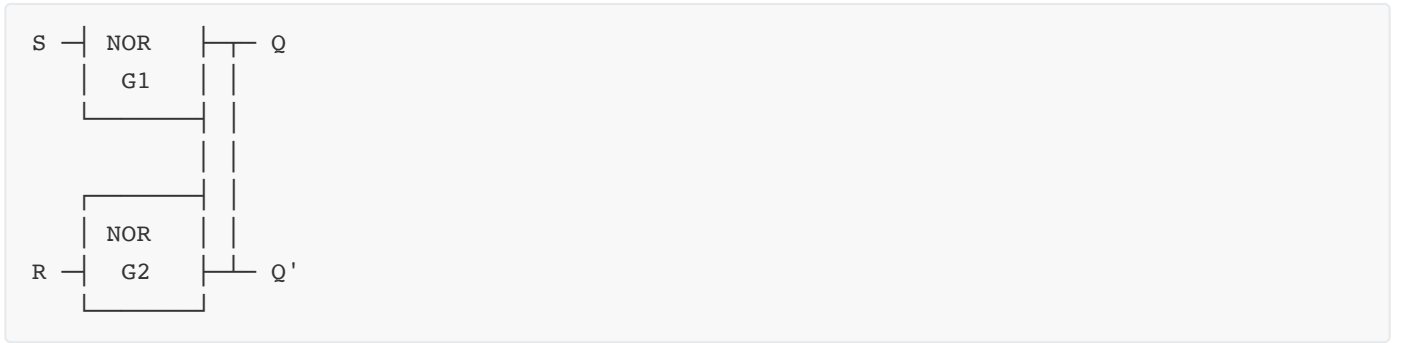 S ─┤ NOR   ├─┬─ Q
   │  G1   │ │
   └───────┤ │
           │ │
   ┌───────┤ │
   │ NOR   │ │
R ─┤  G2   ├─┴─ Q'
   └───────┘